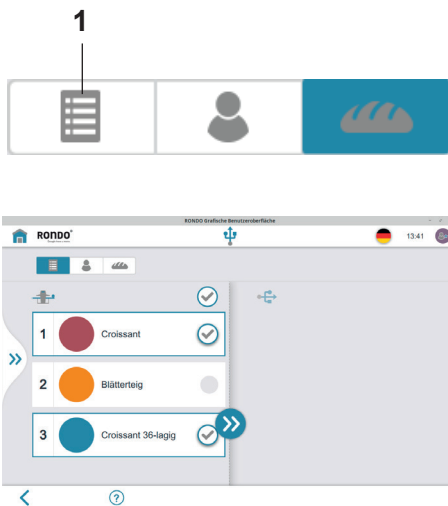 1
RONDO Grafische Benutzeroberfläche
RONDO
13:41
1 Croissant
2 Blätterteig
3 Croissant 36-lagig
?